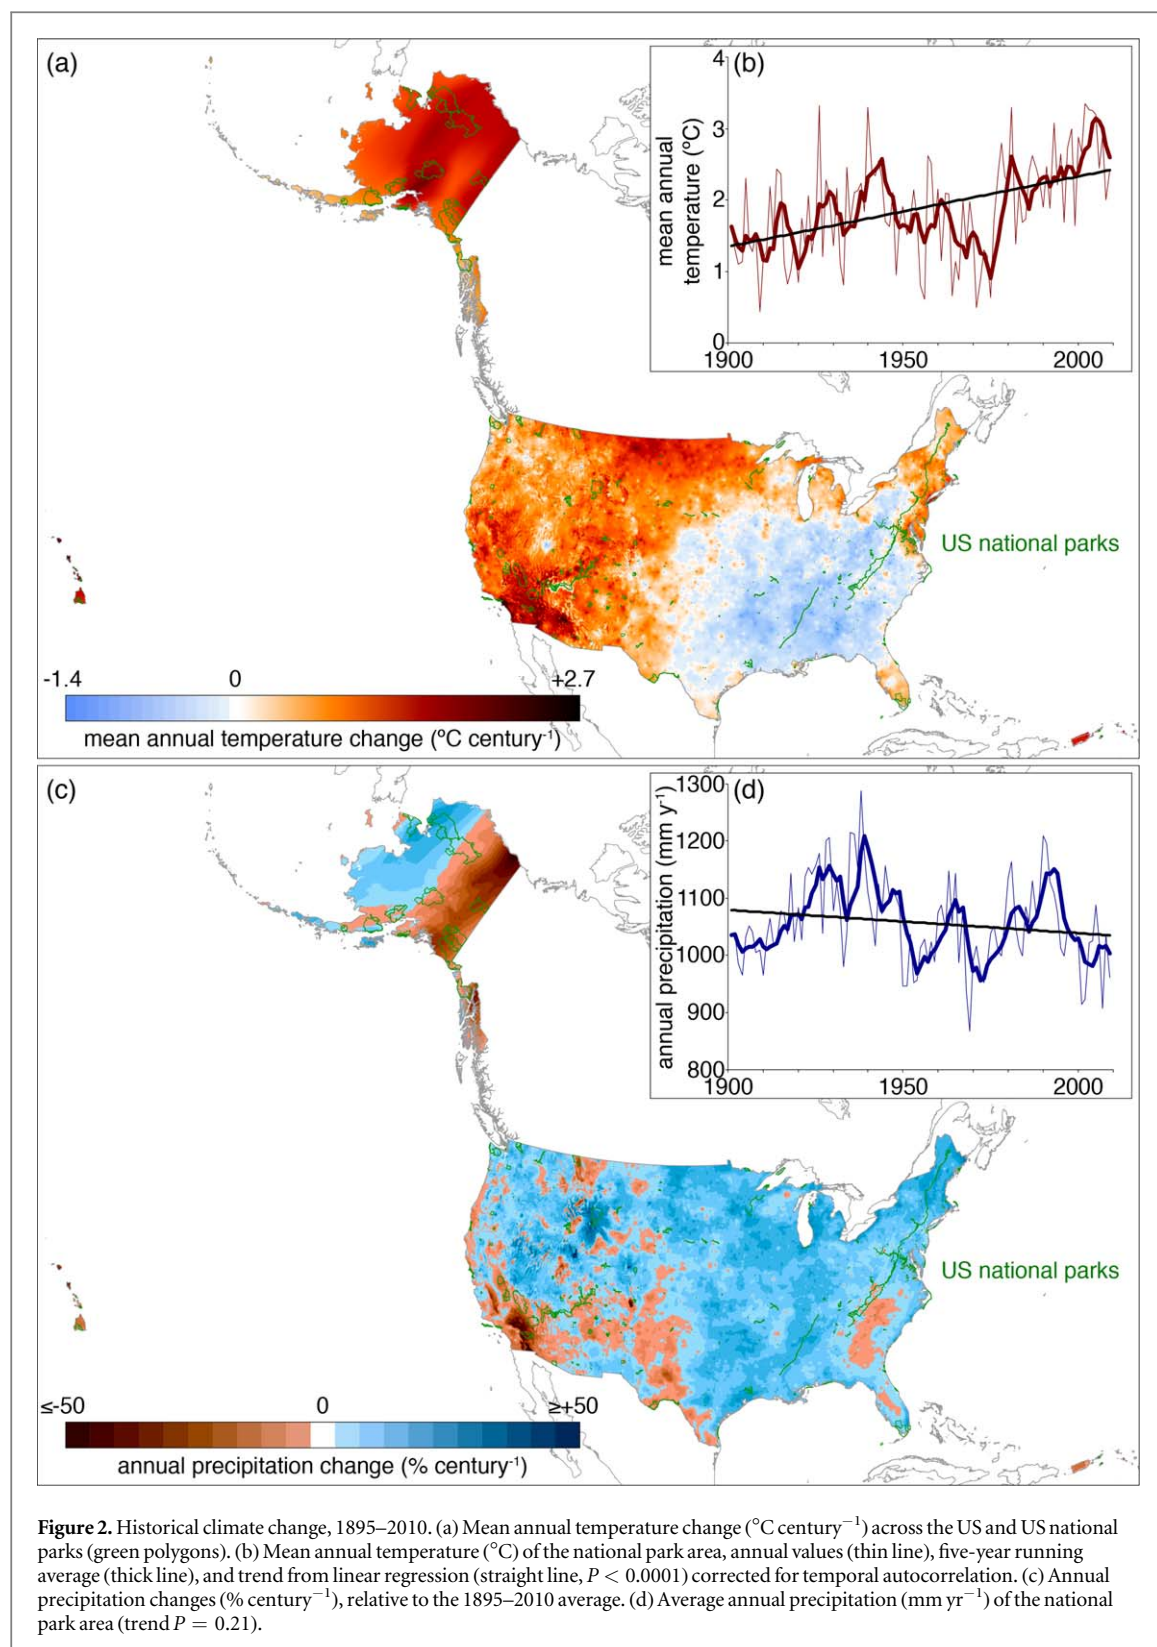 (a)
(b)
4
3
2
1
0
mean annual
temperature (ºC)
1900
1950
2000
US national parks
-1.4
0
+2.7
mean annual temperature change (ºC century-1)
(c)
(d)
1300
1200
1100
1000
900
800
annual precipitation (mm y-1)
1900
1950
2000
US national parks
≤-50
0
≥+50
annual precipitation change (% century-1)
Figure 2. Historical climate change, 1895–2010. (a) Mean annual temperature change (°C century−1) across the US and US national
parks (green polygons). (b) Mean annual temperature (°C) of the national park area, annual values (thin line), five-year running
average (thick line), and trend from linear regression (straight line, P < 0.0001) corrected for temporal autocorrelation. (c) Annual
precipitation changes (% century−1), relative to the 1895–2010 average. (d) Average annual precipitation (mm yr−1) of the national
park area (trend P = 0.21).